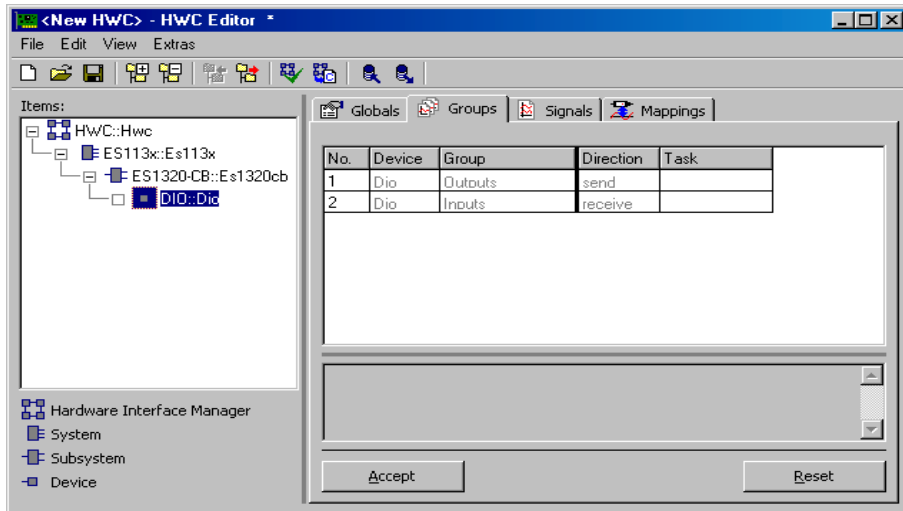 <New HWC> - HWC Editor *
File Edit View Extras
Items:
HWC::Hwc
ES113x::Es113x
ES1320-CB::Es1320cb
DIO::Dio
Hardware Interface Manager
System
Subsystem
Device
Globals Groups Signals Mappings
No. Device Group Direction Task
1 Dio Outputs send
2 Dio Inputs receive
Accept Reset